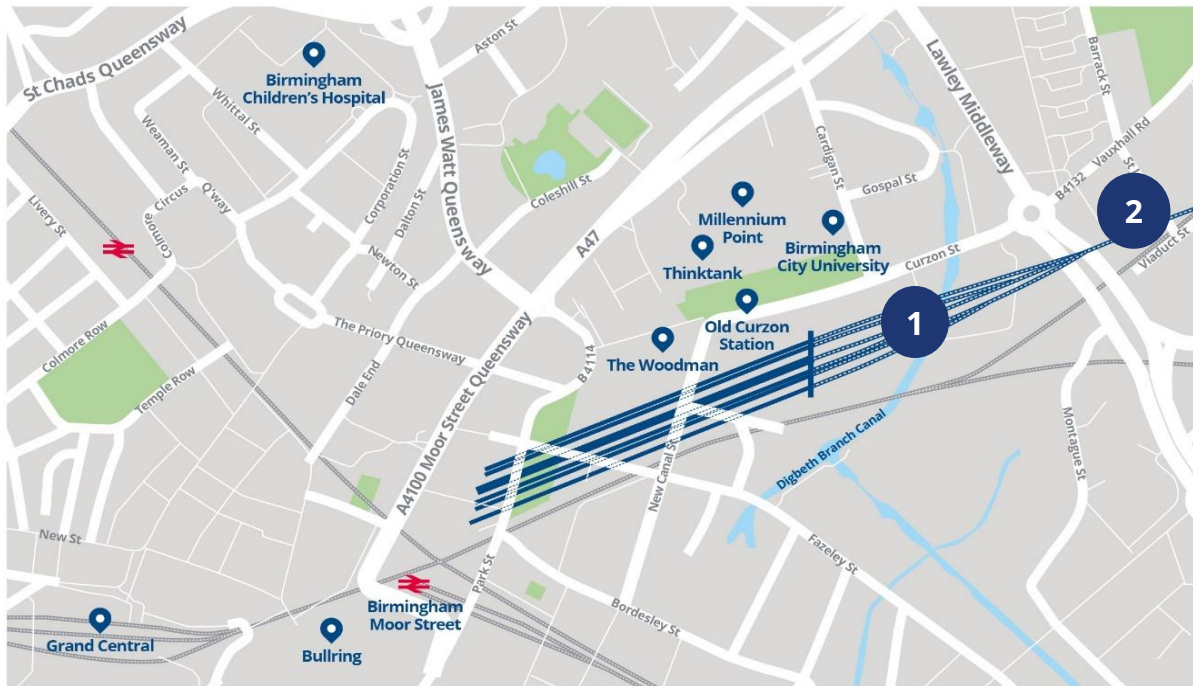 St Chads Queensway
Birmingham
Children's Hospital
Aston St
James Watt Queensway
Lawley Middleway
Barrack St
Whittal St
Weaman St
Cardigan St
Vauxhall Rd
B4132
Livery St
Colmore
Circus
Q'way
Corporation St
Dalton St
Newton St
Coleshill St
A47
Gospal St
Millennium
Point
Thinktank
Birmingham
City University
Curzon St
2
Viaduct St
1
Old Curzon
Station
The Woodman
The Priory Queensway
B4114
Colmore Row
Temple Row
Dale End
A4100 Moor Street Queensway
New Canal St
Digbeth Branch Canal
Montague St
New St
Park St
Fazeley St
Bordesley St
Birmingham
Moor Street
Grand Central
Bullring